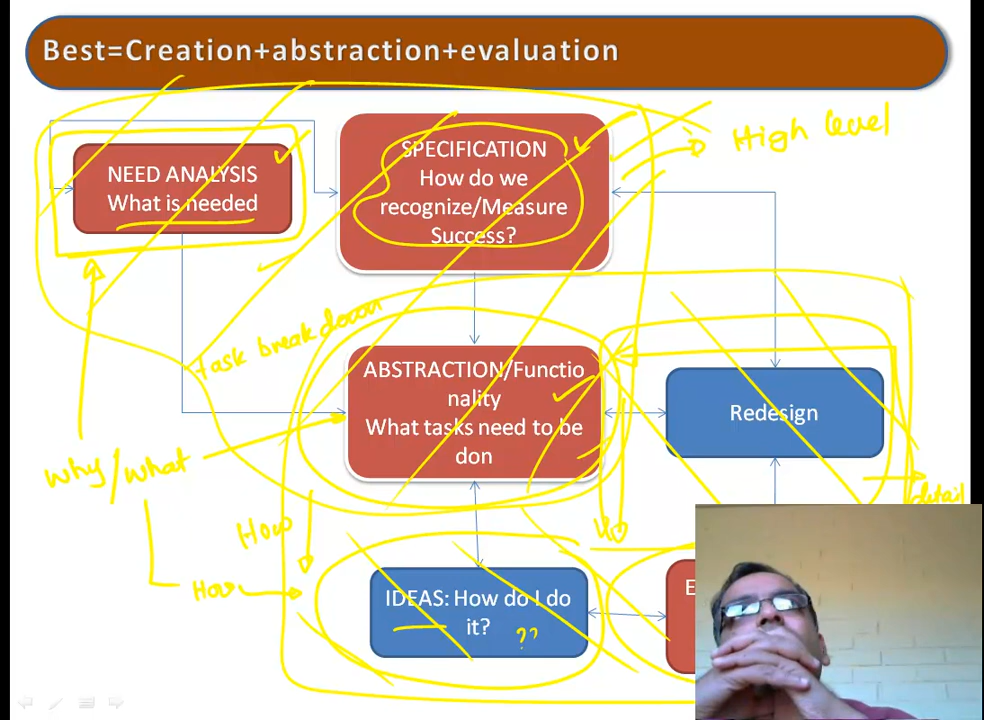 Best=Creation+abstraction+evaluation
NEED ANALYSIS
What is needed
SPECIFICATION
How do we
recognize/Measure
Success?
High level
task break down
ABSTRACTION/Functio
nality
What tasks need to be
don
Redesign
why/what
detail
How
How
IDEAS: How do I do
it?
??
E